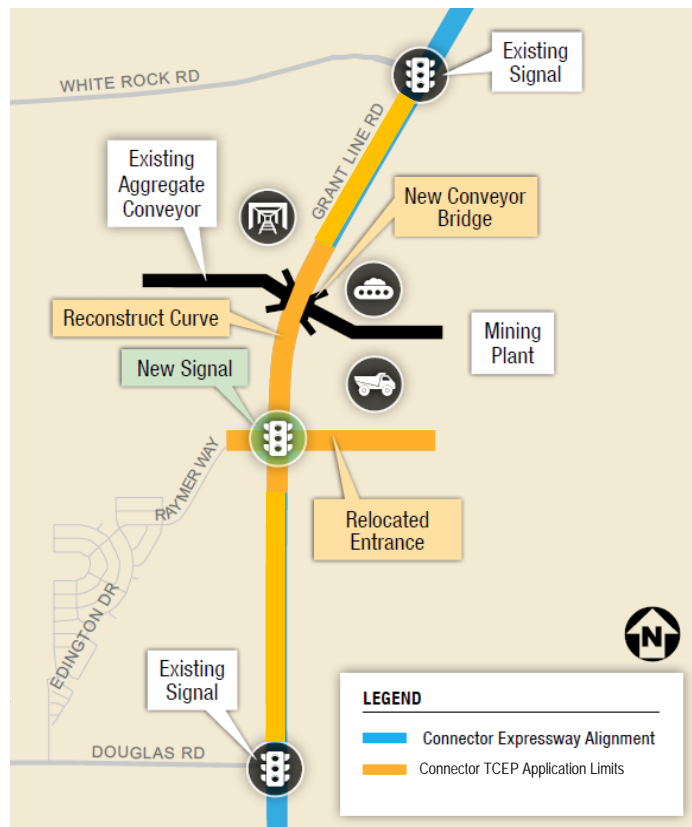 Existing
Signal
WHITE ROCK RD
GRANT LINE RD
Existing
Aggregate
Conveyor
New Conveyor
Bridge
Reconstruct Curve
Mining
Plant
New Signal
RAYMER WAY
Relocated
Entrance
EDINGTON DR
Existing
Signal
N
DOUGLAS RD
LEGEND
Connector Expressway Alignment
Connector TCEP Application Limits